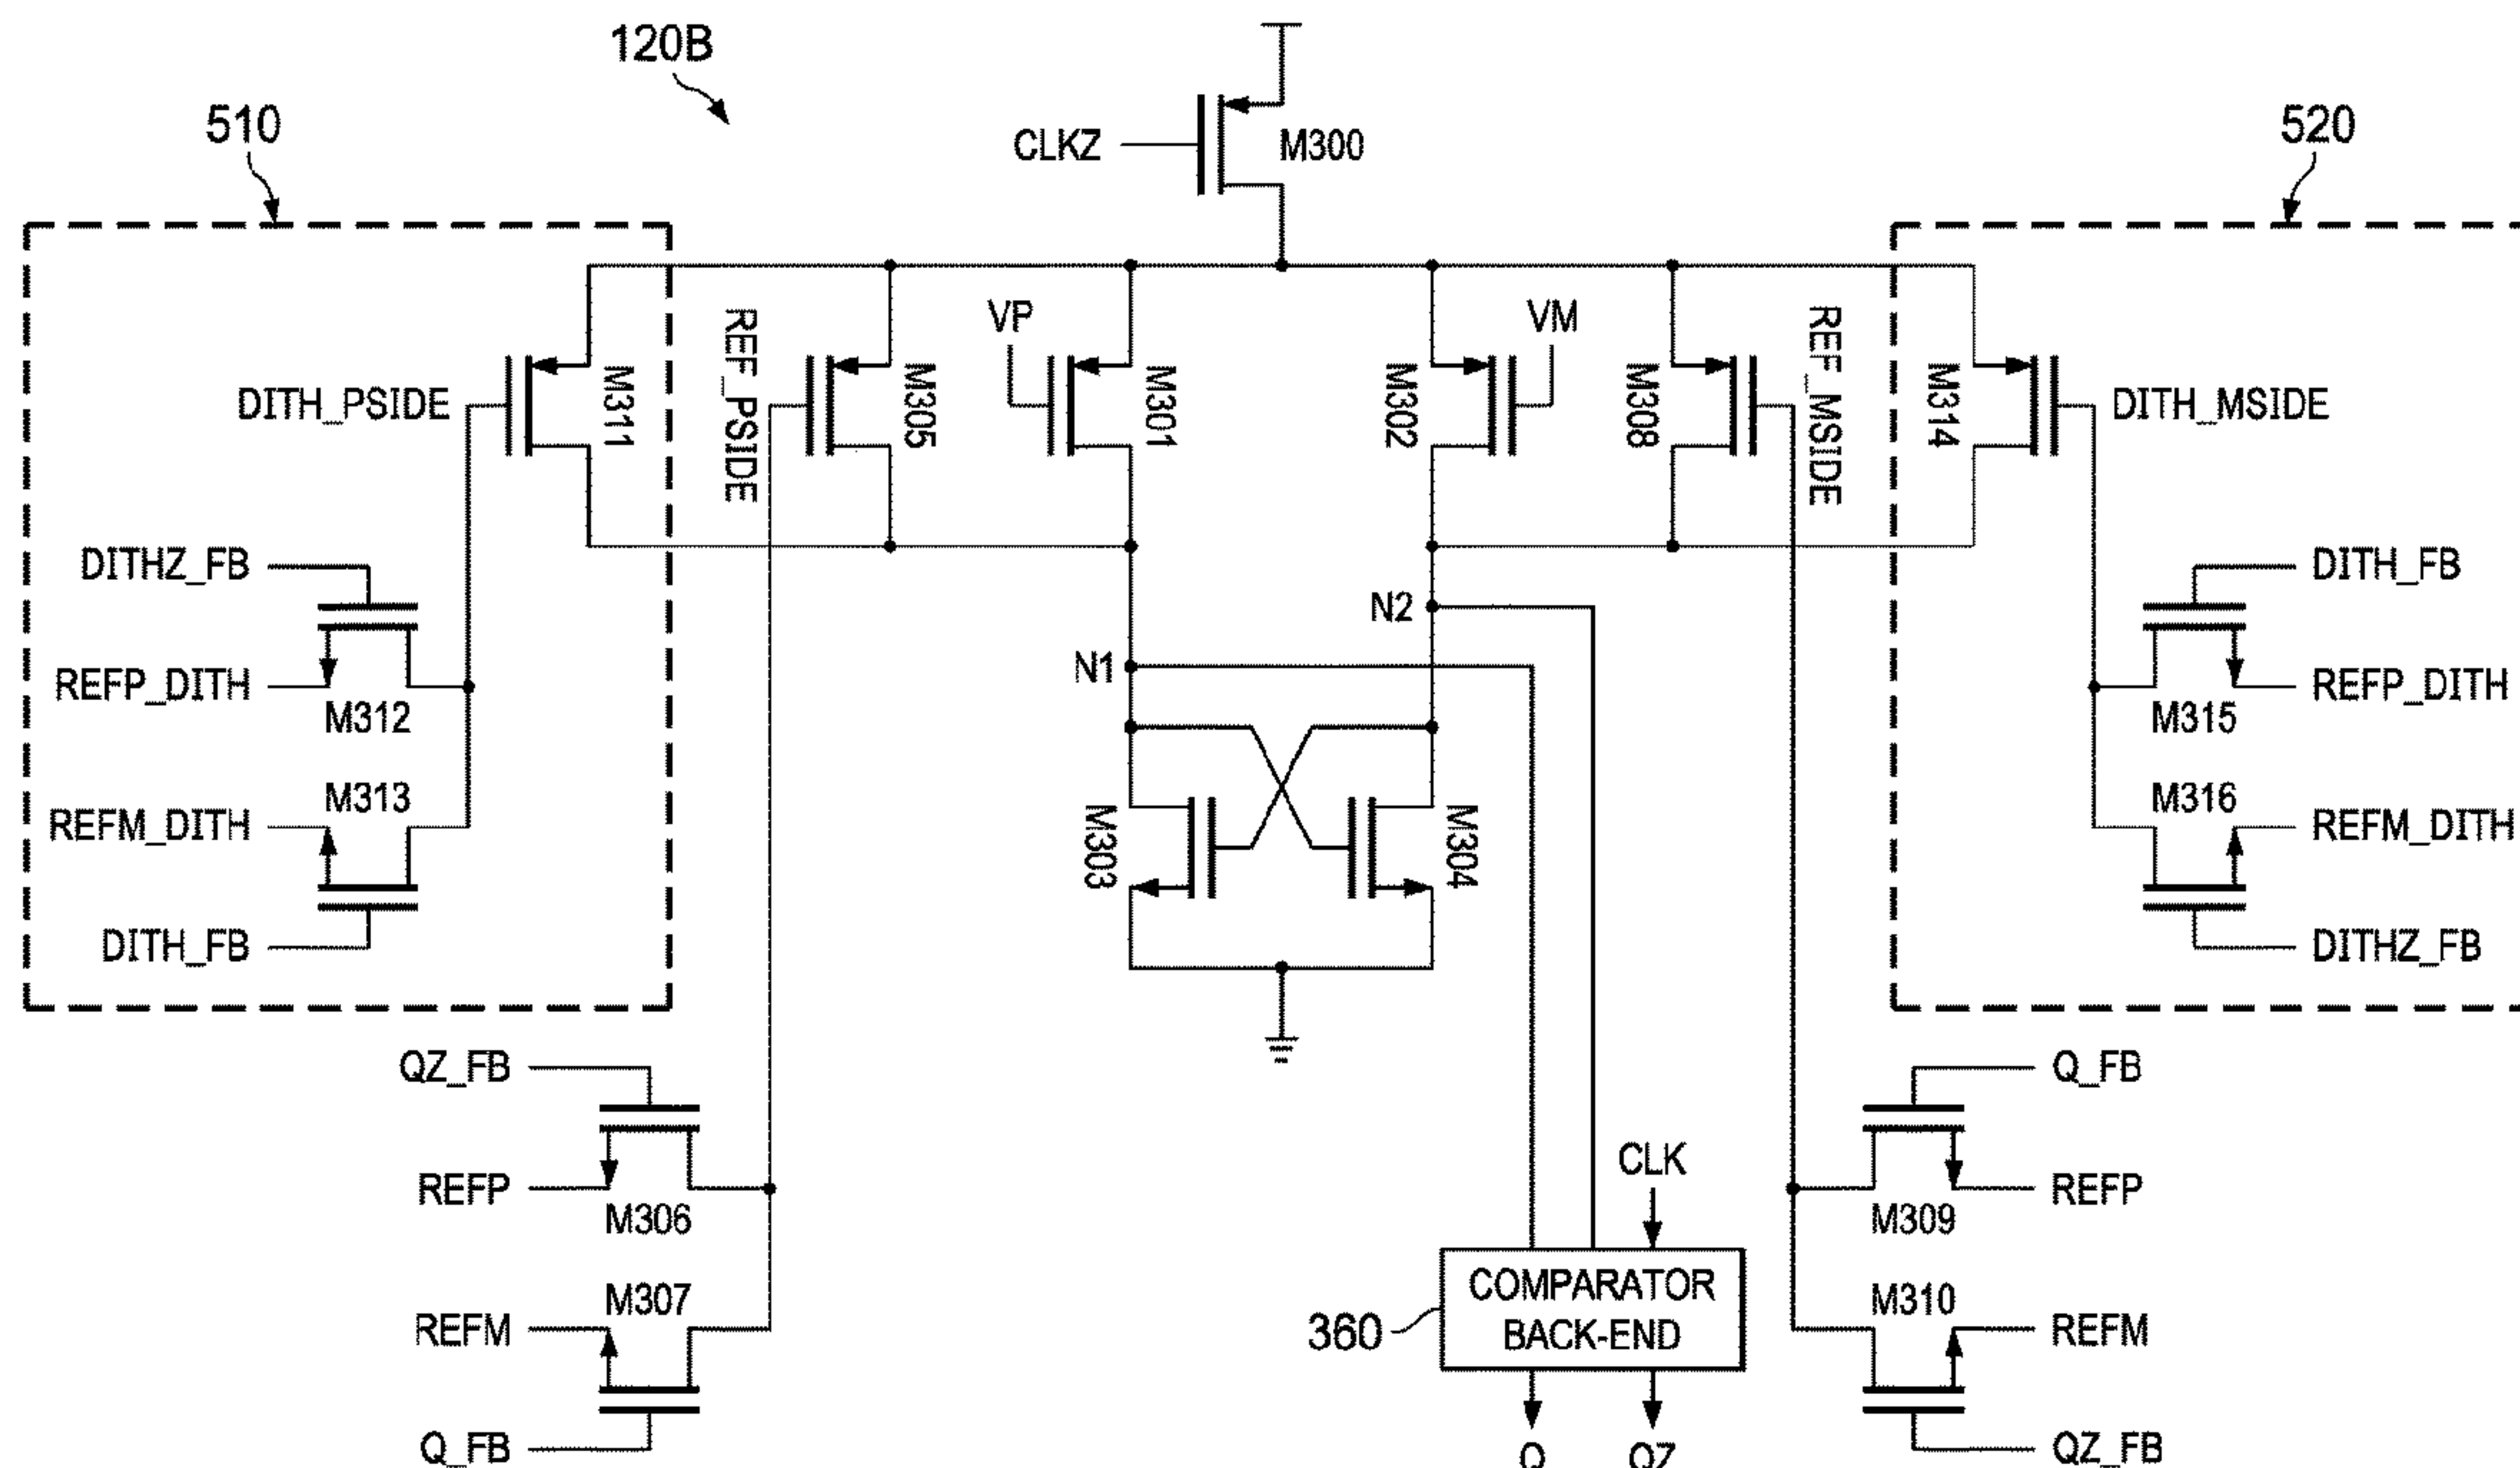 120B
510
520
CLKZ
M300
VP
VM
REF_PSIDE
REF_MSIDE
DITH_PSIDE
M311
M305
M301
M302
M308
M314
DITH_MSIDE
DITHZ_FB
DITH_FB
N2
REFP_DITH
M312
N1
M315
REFP_DITH
M313
REFM_DITH
M303
M304
M316
REFM_DITH
DITH_FB
DITHZ_FB
QZ_FB
Q_FB
REFP
M306
CLK
M309
REFP
M307
REFM
COMPARATOR
BACK-END
360
M310
REFM
Q_FB
Q
QZ
QZ_FB